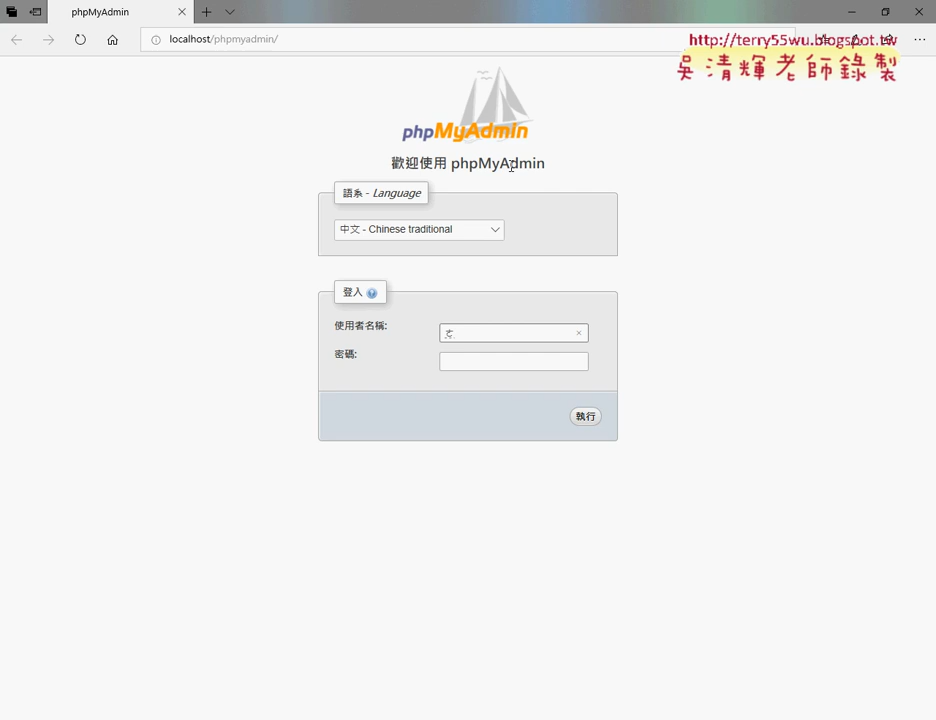 phpMyAdmin
localhost/phpmyadmin/
http://terry55wu.blogspot.tw
吳清輝老師錄製
phpMyAdmin
歡迎使用 phpMyAdmin
語系 - Language
中文 - Chinese traditional
登入
使用者名稱:
ㄘ
密碼:
執行